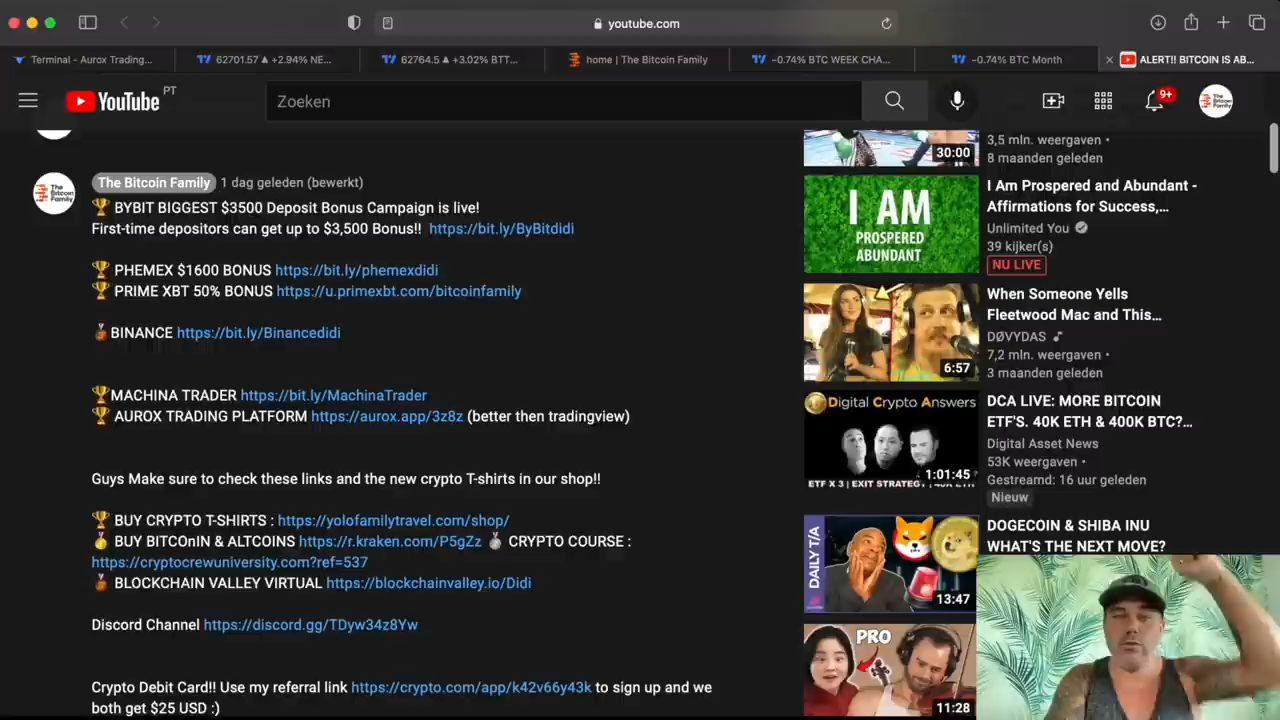 youtube.com
Terminal - Aurox Trading...
62701.57 ▲ +2.94% NE...
62764.5 ▲ +3.02% BTT...
home | The Bitcoin Family
−0.74% BTC WEEK CHA...
−0.74% BTC Month
ALERT!! BITCOIN IS AB...
YouTube PT
Zoeken
9+
The Bitcoin Family
The Bitcoin Family 1 dag geleden (bewerkt)
🏆 BYBIT BIGGEST $3500 Deposit Bonus Campaign is live!
First-time depositors can get up to $3,500 Bonus!! https://bit.ly/ByBitdidi
🏆 PHEMEX $1600 BONUS https://bit.ly/phemexdidi
🏆 PRIME XBT 50% BONUS https://u.primexbt.com/bitcoinfamily
🥉BINANCE https://bit.ly/Binancedidi
🏆MACHINA TRADER https://bit.ly/MachinaTrader
🏆 AUROX TRADING PLATFORM https://aurox.app/3z8z (better then tradingview)
Guys Make sure to check these links and the new crypto T-shirts in our shop!!
🏆 BUY CRYPTO T-SHIRTS : https://yolofamilytravel.com/shop/
🥇 BUY BITCOnIN & ALTCOINS https://r.kraken.com/P5gZz 🥈 CRYPTO COURSE :
https://cryptocrewuniversity.com?ref=537
🥉 BLOCKCHAIN VALLEY VIRTUAL https://blockchainvalley.io/Didi
Discord Channel https://discord.gg/TDyw34z8Yw
Crypto Debit Card!! Use my referral link https://crypto.com/app/k42v66y43k to sign up and we
both get $25 USD :)
30:00
3,5 mln. weergaven •
8 maanden geleden
I AM
PROSPERED
ABUNDANT
I Am Prospered and Abundant -
Affirmations for Success,...
Unlimited You
39 kijker(s)
NU LIVE
6:57
When Someone Yells
Fleetwood Mac and This...
DØVYDAS
7,2 mln. weergaven •
3 maanden geleden
Digital Crypto Answers
1:01:45
ETF X 3 | EXIT STRATEGY |
DCA LIVE: MORE BITCOIN
ETF'S. 40K ETH & 400K BTC?...
Digital Asset News
53K weergaven •
Gestreamd: 16 uur geleden
Nieuw
DAILY T/A
13:47
DOGECOIN & SHIBA INU
WHAT'S THE NEXT MOVE?
PRO
11:28